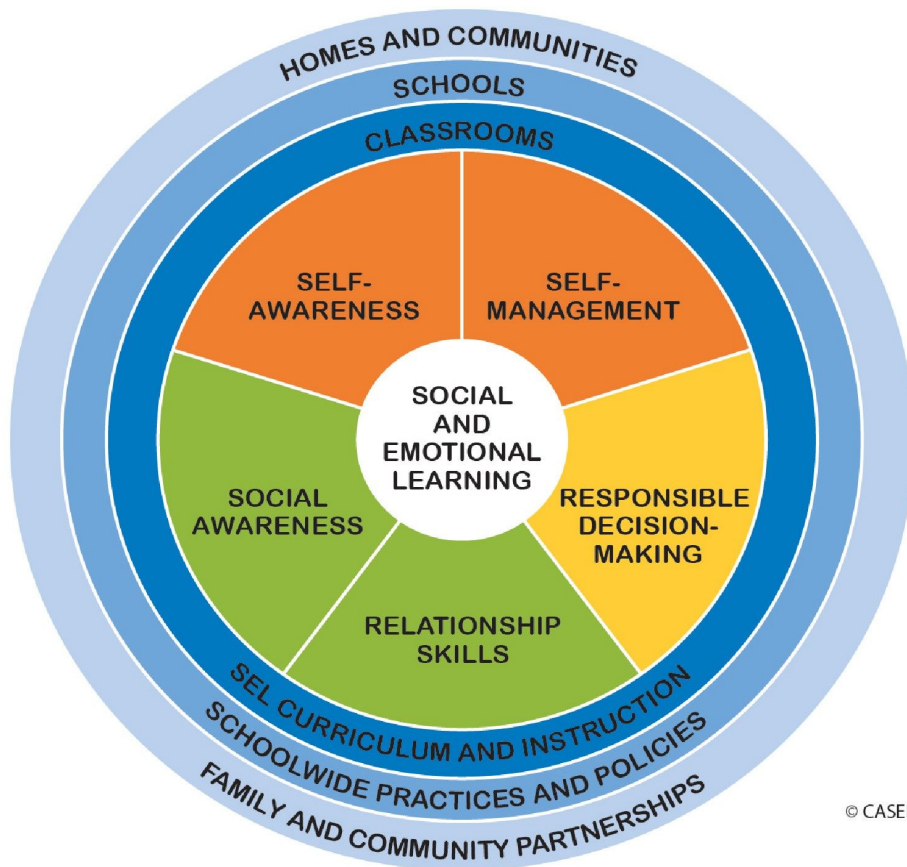 HOMES AND COMMUNITIES
SCHOOLS
CLASSROOMS
SELF-
AWARENESS
SELF-
MANAGEMENT
SOCIAL
AND
EMOTIONAL
LEARNING
SOCIAL
AWARENESS
RESPONSIBLE
DECISION-
MAKING
RELATIONSHIP
SKILLS
SEL CURRICULUM AND INSTRUCTION
SCHOOLWIDE PRACTICES AND POLICIES
FAMILY AND COMMUNITY PARTNERSHIPS
© CASE